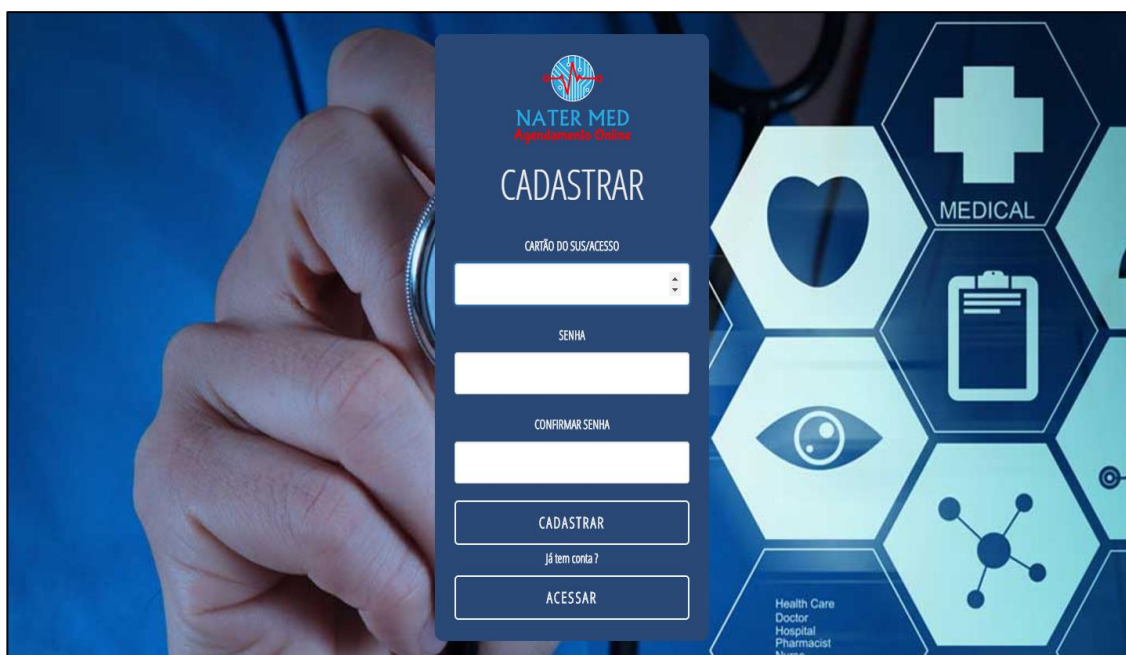 NATER MED
Agendamento Online
CADASTRAR
CARTÃO DO SUS/ACESSO
SENHA
CONFIRMAR SENHA
CADASTRAR
Já tem conta ?
ACESSAR
MEDICAL
Health Care
Doctor
Hospital
Pharmacist
Nurse